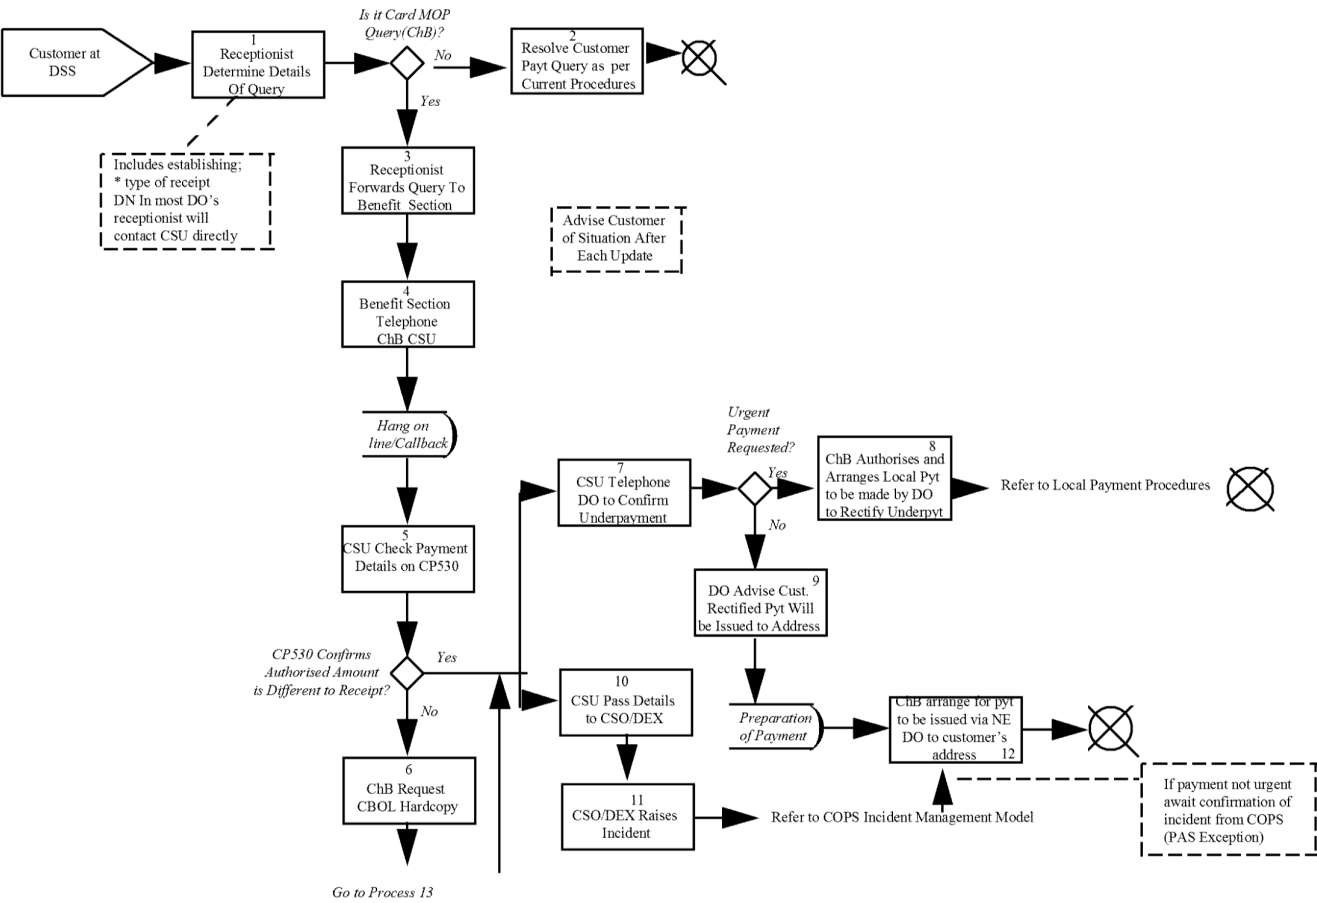 Is it Card MOP
Query(ChB)?
Customer at
DSS
1
Receptionist
Determine Details
Of Query
No
2
Resolve Customer
Payt Query as per
Current Procedures
Yes
Includes establishing;
* type of receipt
DN In most DO's
receptionist will
contact CSU directly
3
Receptionist
Forwards Query To
Benefit Section
Advise Customer
of Situation After
Each Update
4
Benefit Section
Telephone
ChB CSU
Hang on
line/Callback
5
CSU Check Payment
Details on CP530
CP530 Confirms
Authorised Amount
is Different to Receipt?
Yes
No
6
ChB Request
CBOL Hardcopy
Go to Process 13
7
CSU Telephone
DO to Confirm
Underpayment
Urgent
Payment
Requested?
Yes
8
ChB Authorises and
Arranges Local Pyt
to be made by DO
to Rectify Underpyt
Refer to Local Payment Procedures
No
9
DO Advise Cust.
Rectified Pyt Will
be Issued to Address
10
CSU Pass Details
to CSO/DEX
Preparation
of Payment
ChB arrange for pyt
to be issued via NE
DO to customer's
address 12
11
CSO/DEX Raises
Incident
Refer to COPS Incident Management Model
If payment not urgent
await confirmation of
incident from COPS
(PAS Exception)